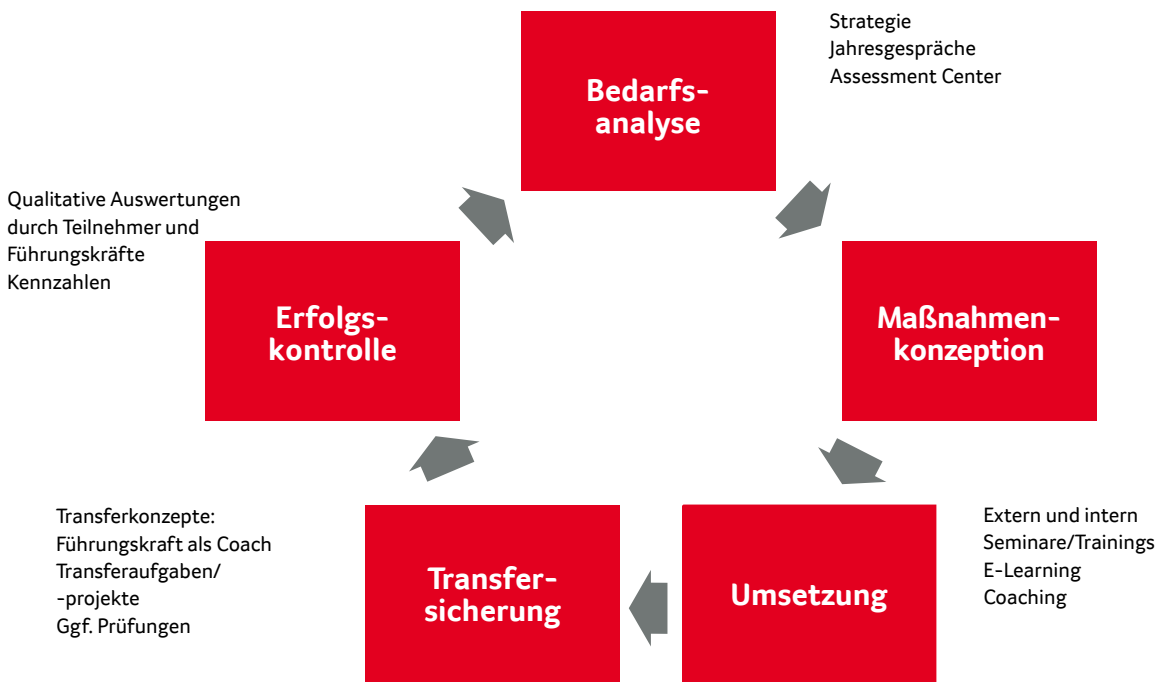 Bedarfs-
analyse
Strategie
Jahresgespräche
Assessment Center
Maßnahmen-
konzeption
Umsetzung
Extern und intern
Seminare/Trainings
E-Learning
Coaching
Transfer-
sicherung
Transferkonzepte:
Führungskraft als Coach
Transferaufgaben/
-projekte
Ggf. Prüfungen
Erfolgs-
kontrolle
Qualitative Auswertungen
durch Teilnehmer und
Führungskräfte
Kennzahlen